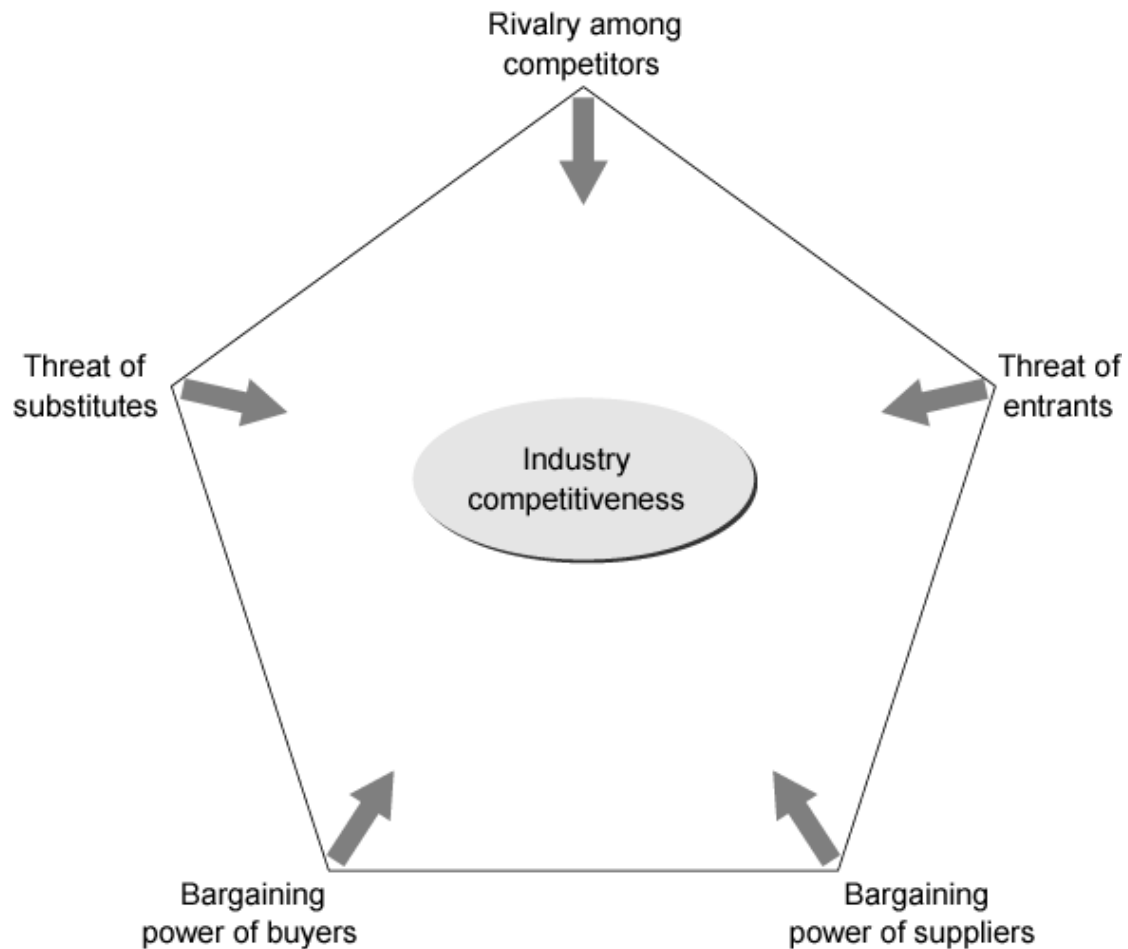 Rivalry among
competitors
Threat of
substitutes
Threat of
entrants
Industry
competitiveness
Bargaining
power of buyers
Bargaining
power of suppliers